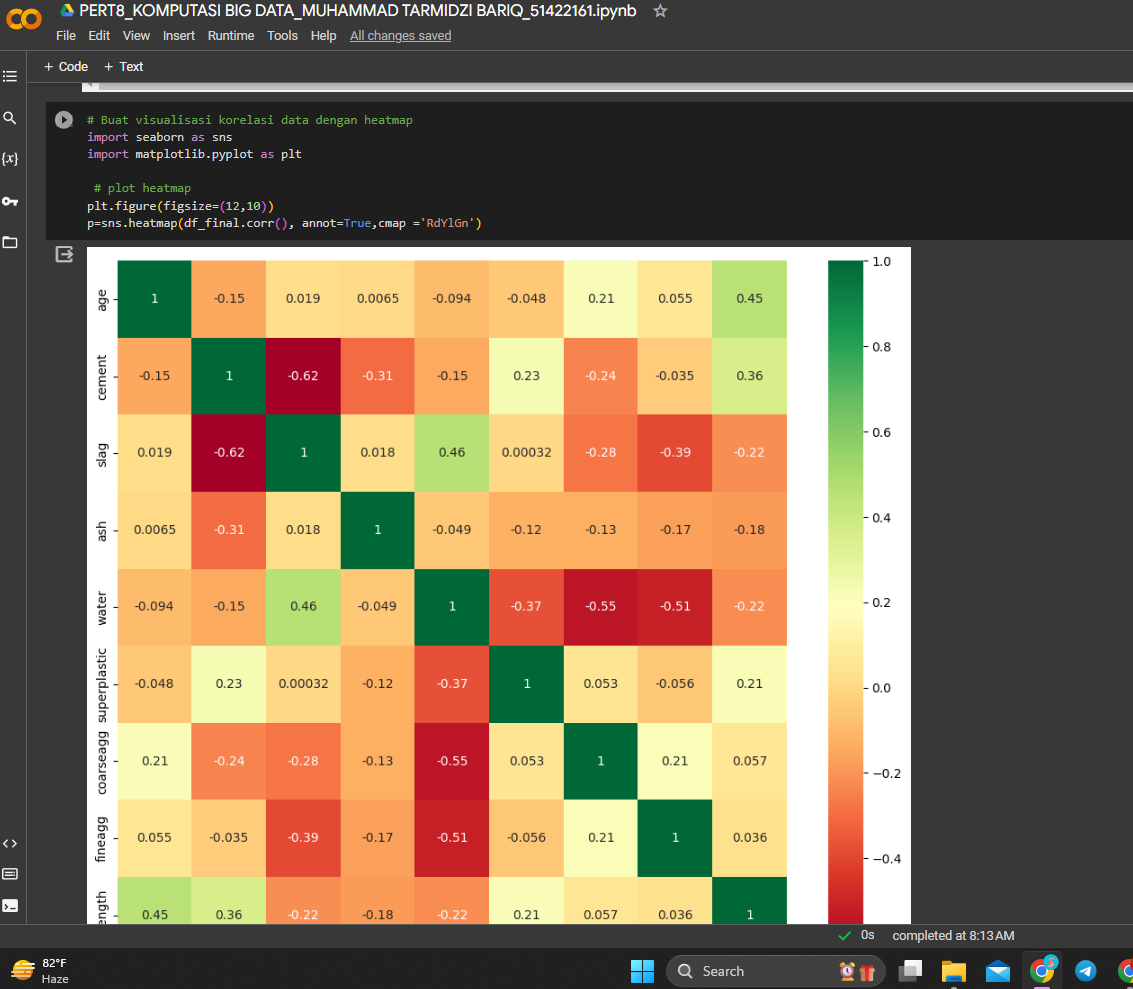 PERT8_KOMPUTASI BIG DATA_MUHAMMAD TARMIDZI BARIQ_51422161.ipynb
File Edit View Insert Runtime Tools Help All changes saved
+ Code + Text
# Buat visualisasi korelasi data dengan heatmap
import seaborn as sns
import matplotlib.pyplot as plt
# plot heatmap
plt.figure(figsize=(12,10))
p=sns.heatmap(df_final.corr(), annot=True,cmap ='RdYlGn')
{x}
age 1 -0.15 0.019 0.0065 -0.094 -0.048 0.21 0.055 0.45
cement -0.15 1 -0.62 -0.31 -0.15 0.23 -0.24 -0.035 0.36
slag 0.019 -0.62 1 0.018 0.46 0.00032 -0.28 -0.39 -0.22
ash 0.0065 -0.31 0.018 1 -0.049 -0.12 -0.13 -0.17 -0.18
water -0.094 -0.15 0.46 -0.049 1 -0.37 -0.55 -0.51 -0.22
superplastic -0.048 0.23 0.00032 -0.12 -0.37 1 0.053 -0.056 0.21
coarseagg 0.21 -0.24 -0.28 -0.13 -0.55 0.053 1 0.21 0.057
fineagg 0.055 -0.035 -0.39 -0.17 -0.51 -0.056 0.21 1 0.036
ength 0.45 0.36 -0.22 -0.18 -0.22 0.21 0.057 0.036 1
1.0
0.8
0.6
0.4
0.2
0.0
−0.2
−0.4
0s completed at 8:13 AM
82°F
Haze
Search